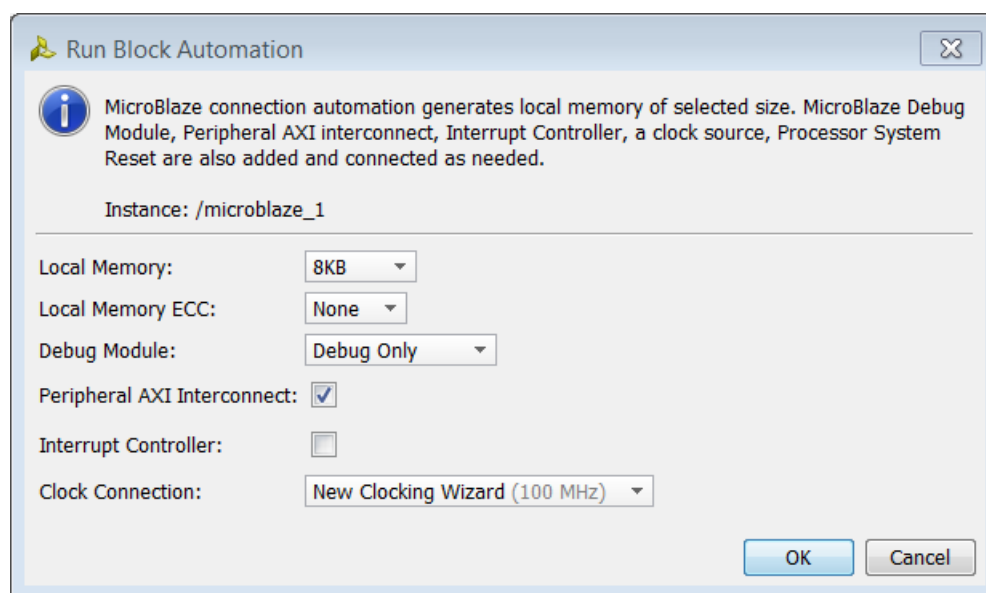 Run Block Automation
MicroBlaze connection automation generates local memory of selected size. MicroBlaze Debug
Module, Peripheral AXI interconnect, Interrupt Controller, a clock source, Processor System
Reset are also added and connected as needed.
Instance: /microblaze_1
Local Memory: 8KB
Local Memory ECC: None
Debug Module: Debug Only
Peripheral AXI Interconnect:
Interrupt Controller:
Clock Connection: New Clocking Wizard (100 MHz)
OK Cancel